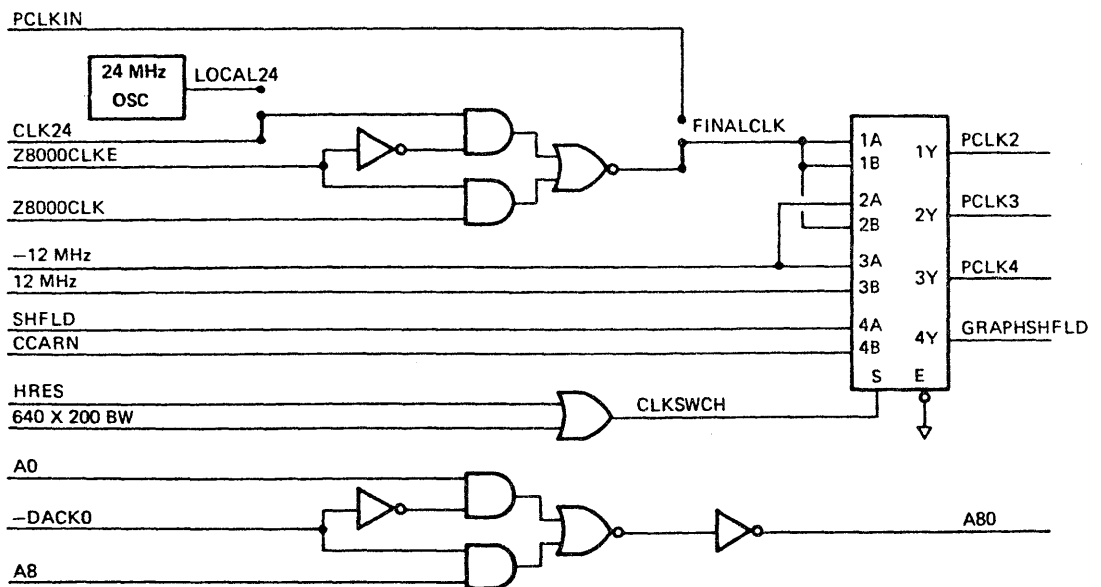 PCLKIN
24 MHz
OSC
LOCAL24
CLK24
Z8000CLKE
Z8000CLK
FINALCLK
1A
1B
2A
2B
3A
3B
4A
4B
1Y
2Y
3Y
4Y
S
E
PCLK2
PCLK3
PCLK4
GRAPHSHFLD
−12 MHz
12 MHz
SHFLD
CCARN
HRES
640 X 200 BW
CLKSWCH
A0
−DACK0
A8
A80